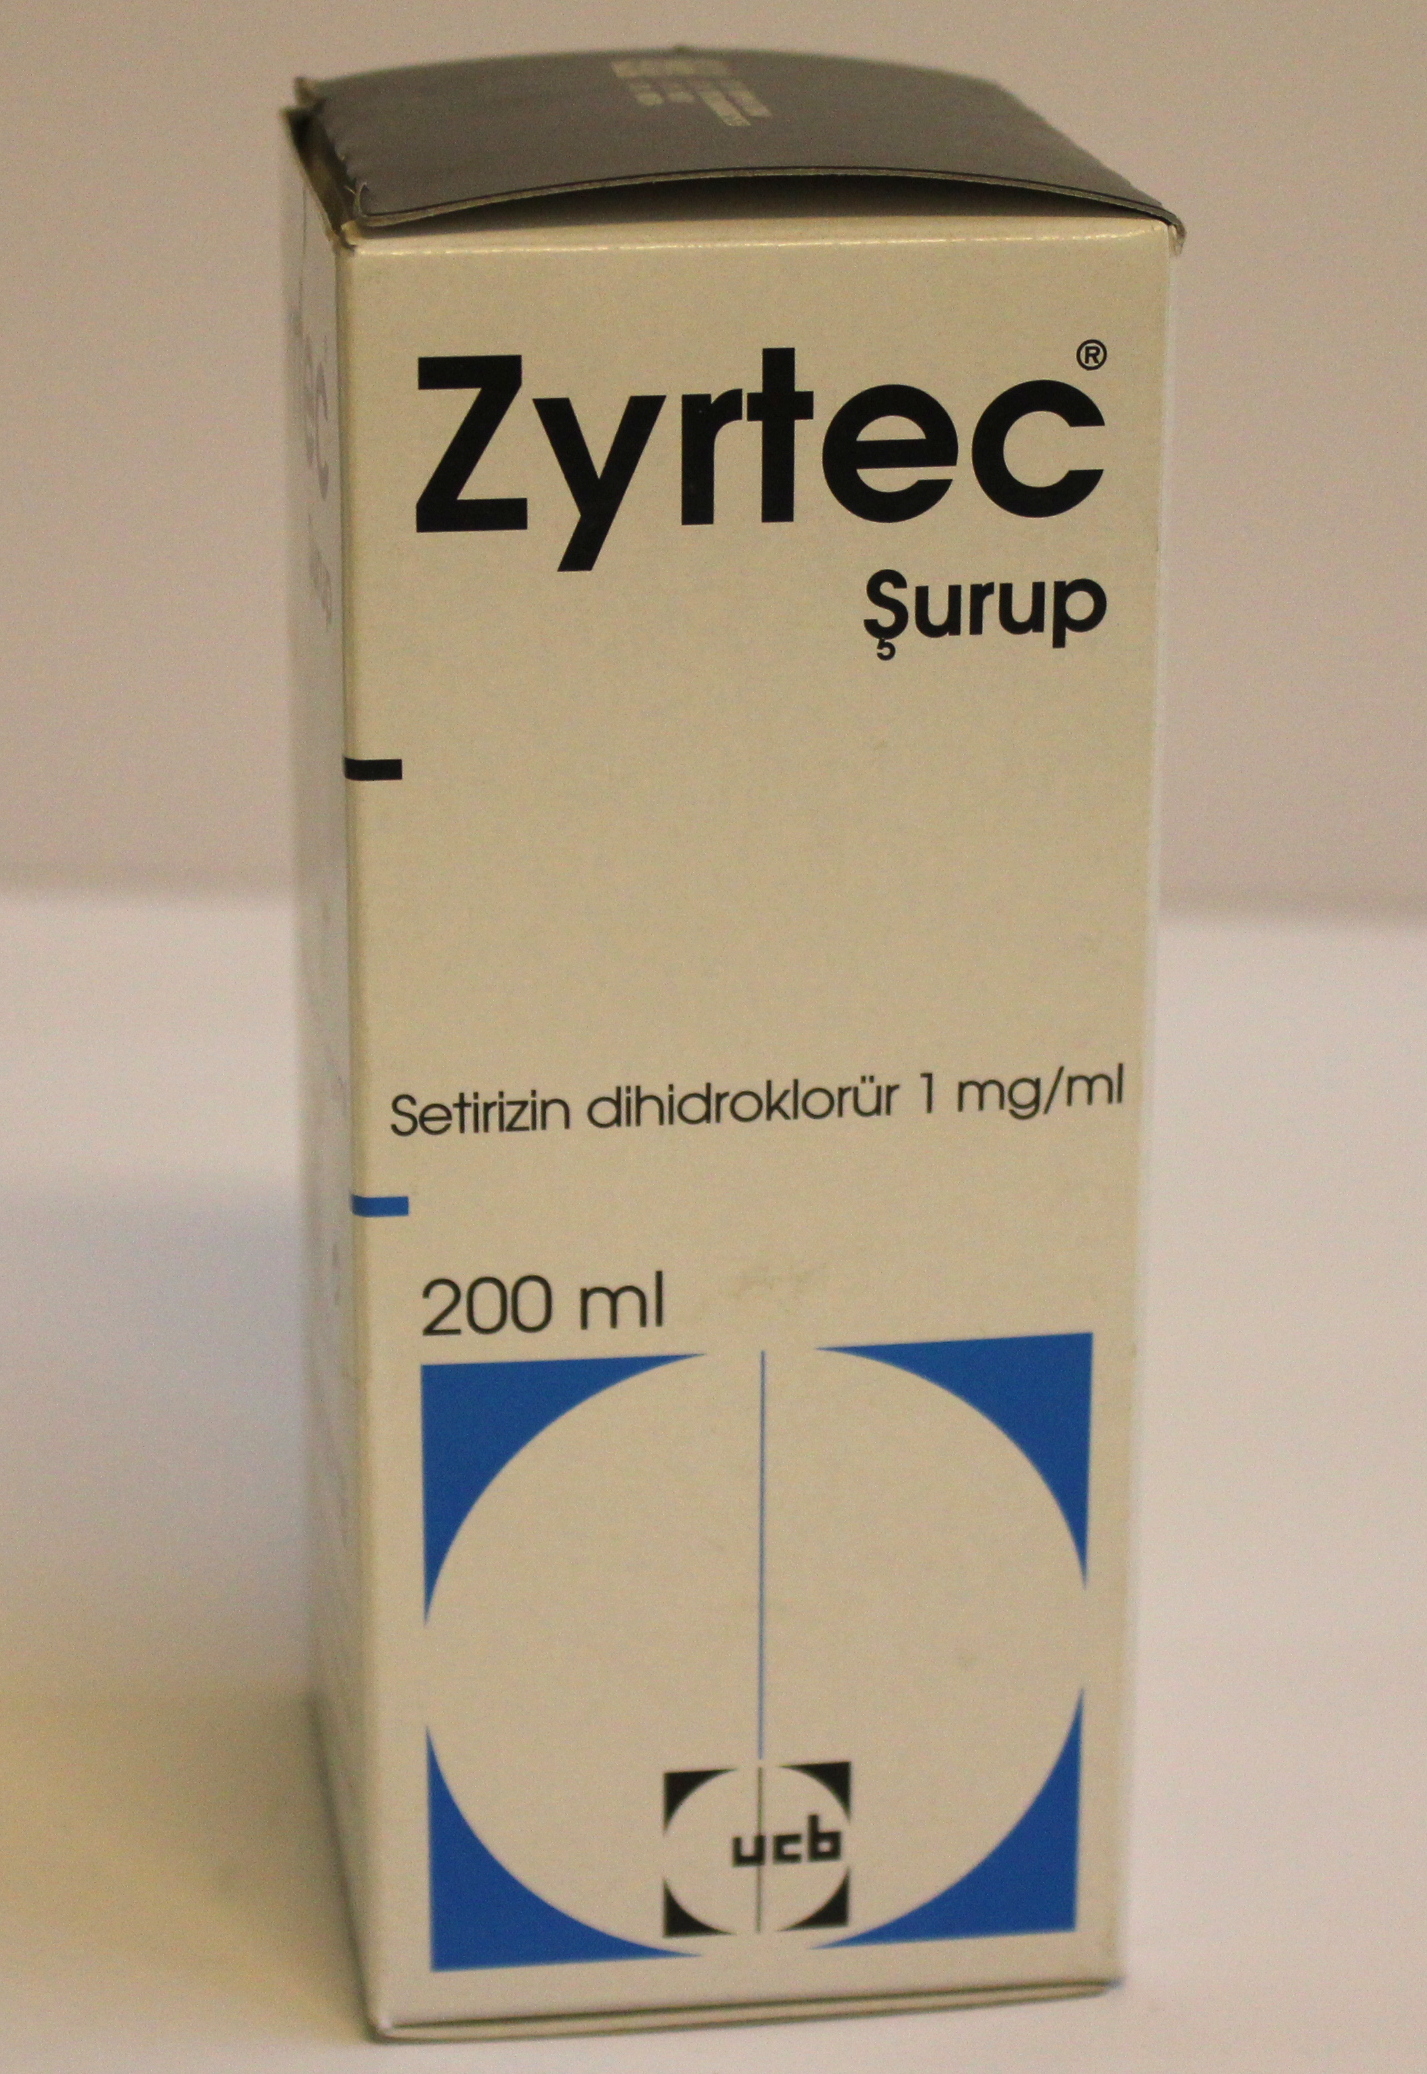 Zyrtec®
Şurup
Setirizin dihidroklorür 1 mg/ml
200 ml
ucb